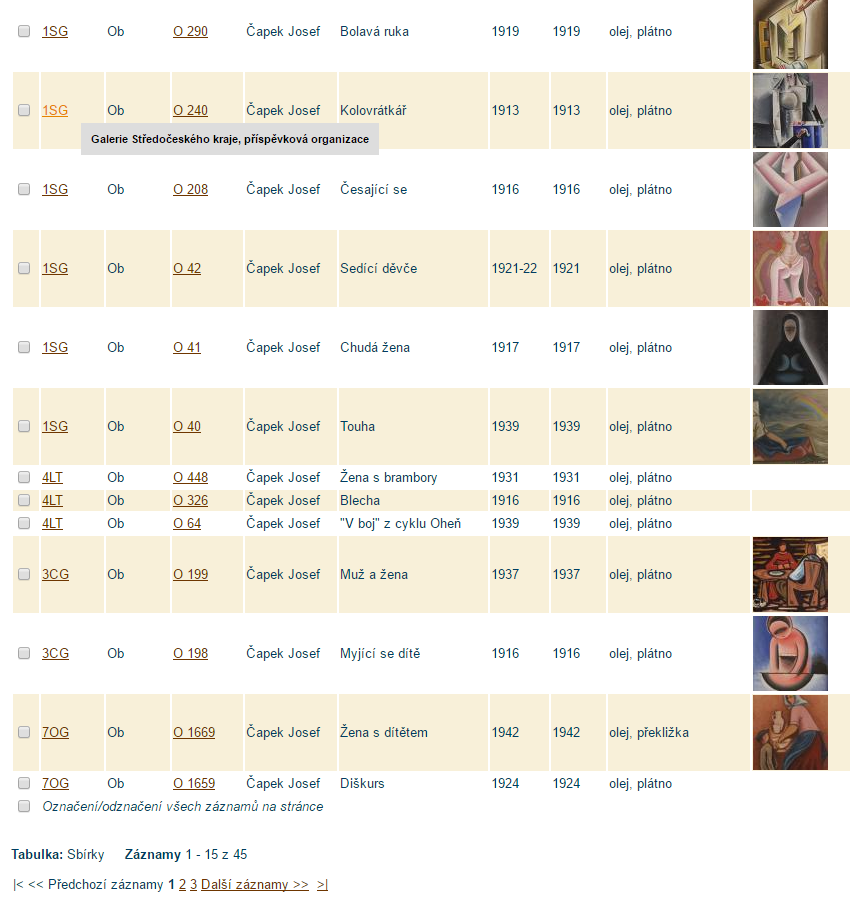 1SG Ob O 290 Čapek Josef Bolavá ruka 1919 1919 olej, plátno
1SG Ob O 240 Čapek Josef Kolovrátkář 1913 1913 olej, plátno
Galerie Středočeského kraje, příspěvková organizace
1SG Ob O 208 Čapek Josef Česající se 1916 1916 olej, plátno
1SG Ob O 42 Čapek Josef Sedící děvče 1921-22 1921 olej, plátno
1SG Ob O 41 Čapek Josef Chudá žena 1917 1917 olej, plátno
1SG Ob O 40 Čapek Josef Touha 1939 1939 olej, plátno
4LT Ob O 448 Čapek Josef Žena s brambory 1931 1931 olej, plátno
4LT Ob O 326 Čapek Josef Blecha 1916 1916 olej, plátno
4LT Ob O 64 Čapek Josef "V boj" z cyklu Oheň 1939 1939 olej, plátno
3CG Ob O 199 Čapek Josef Muž a žena 1937 1937 olej, plátno
3CG Ob O 198 Čapek Josef Myjící se dítě 1916 1916 olej, plátno
7OG Ob O 1669 Čapek Josef Žena s dítětem 1942 1942 olej, překližka
7OG Ob O 1659 Čapek Josef Diškurs 1924 1924 olej, plátno
Označení/odznačení všech záznamů na stránce
Tabulka: Sbírky Záznamy 1 - 15 z 45
|< << Předchozí záznamy 1 2 3 Další záznamy >> >|